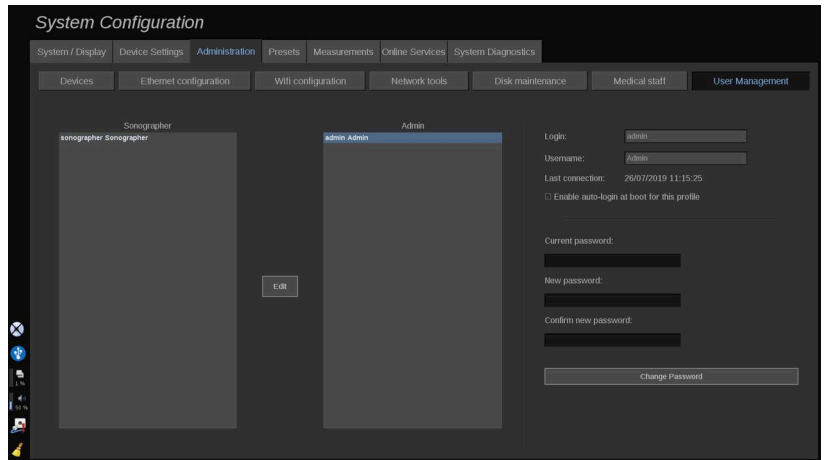 System Configuration
System / Display Device Settings Administration Presets Measurements Online Services System Diagnostics
Devices Ethernet configuration Wifi configuration Network tools Disk maintenance Medical staff User Management
Sonographer
sonographer Sonographer
Admin
admin Admin
Edit
Login: admin
Username: Admin
Last connection: 26/07/2019 11:15:25
Enable auto-login at boot for this profile
Current password:
New password:
Confirm new password:
Change Password
1 %
50 %